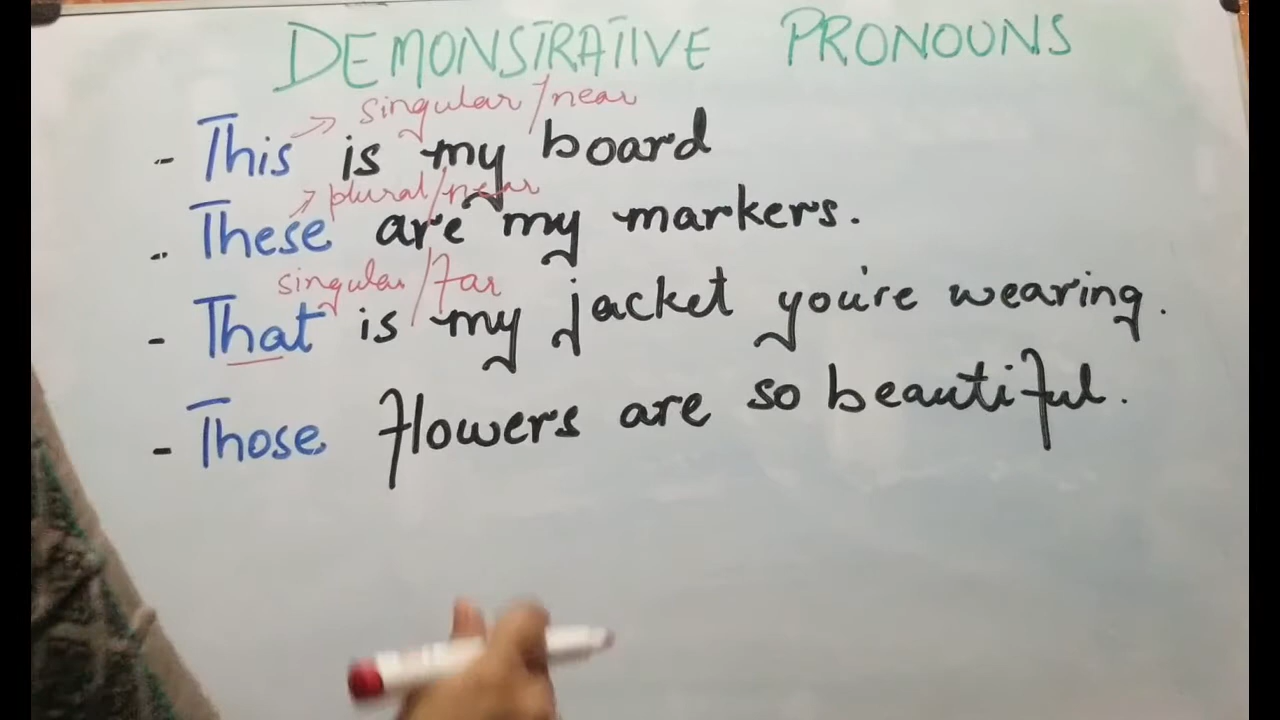 DEMONSTRATIVE PRONOUNS
singular/near
- This is my board
plural/near
- These are my markers.
singular/far
- That is my jacket you're wearing.
- Those flowers are so beautiful.